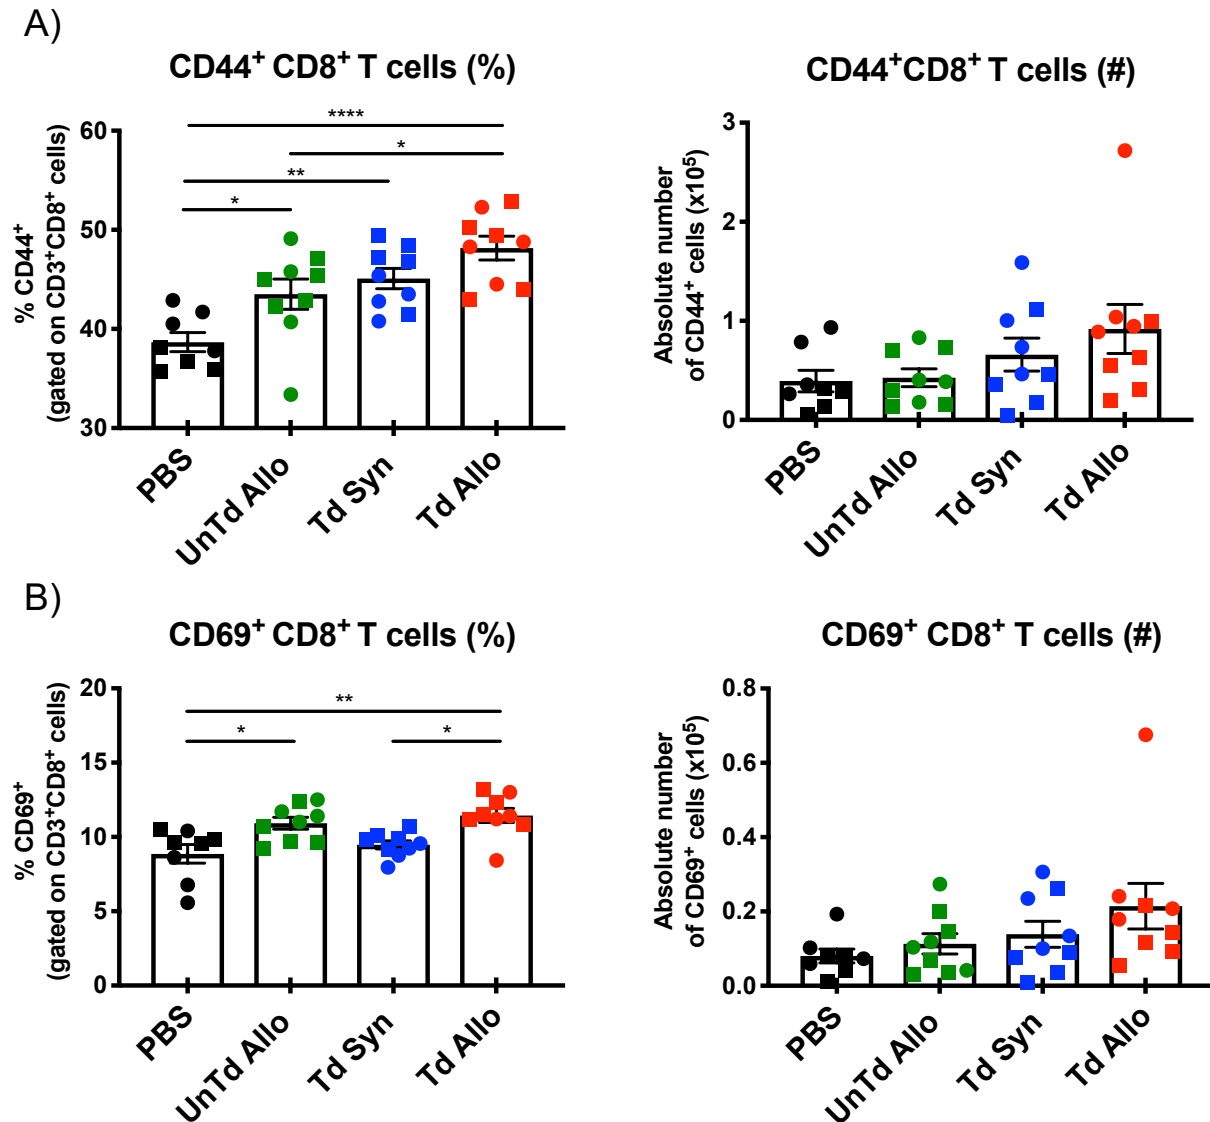 A)
CD44⁺ CD8⁺ T cells (%)
% CD44⁺
(gated on CD3⁺CD8⁺ cells)
60
50
40
30
****
*
**
*
PBS
UnTd Allo
Td Syn
Td Allo
CD44⁺CD8⁺ T cells (#)
Absolute number
of CD44⁺ cells (x10⁵)
3
2
1
0
PBS
UnTd Allo
Td Syn
Td Allo
B)
CD69⁺ CD8⁺ T cells (%)
% CD69⁺
(gated on CD3⁺CD8⁺ cells)
20
15
10
5
0
**
*
*
PBS
UnTd Allo
Td Syn
Td Allo
CD69⁺ CD8⁺ T cells (#)
Absolute number
of CD69⁺ cells (x10⁵)
0.8
0.6
0.4
0.2
0.0
PBS
UnTd Allo
Td Syn
Td Allo